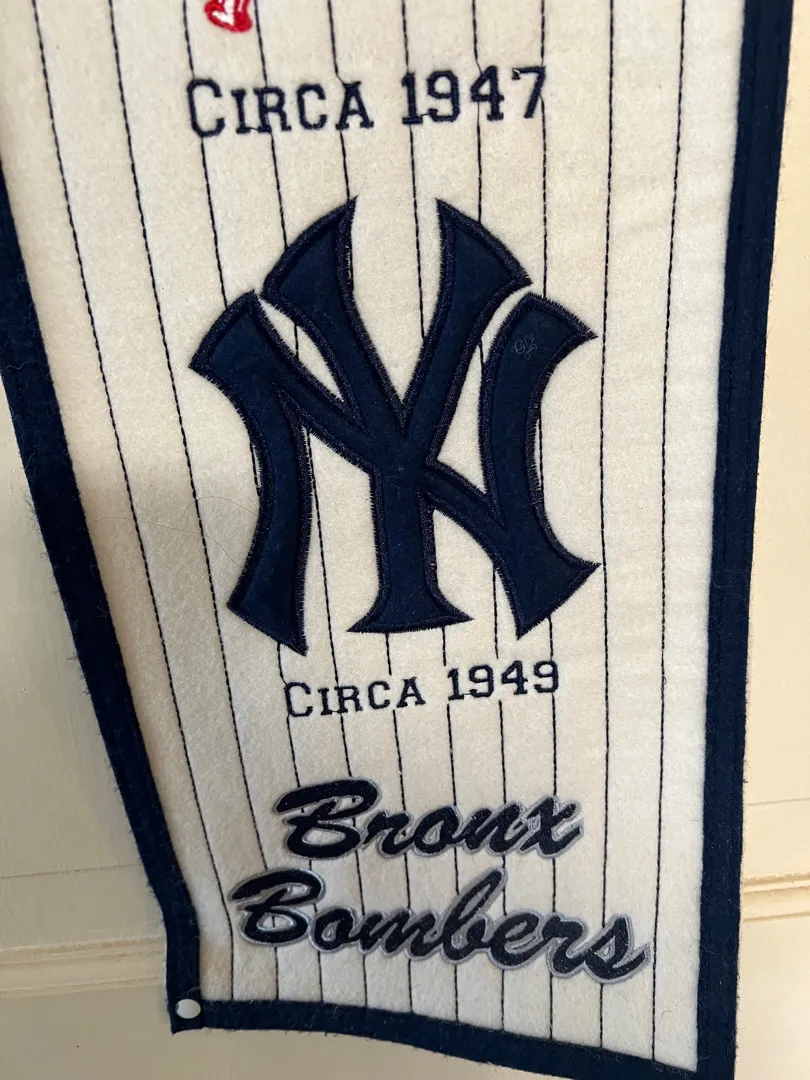 CIRCA 1947
NY
CIRCA 1949
Bronx
Bombers